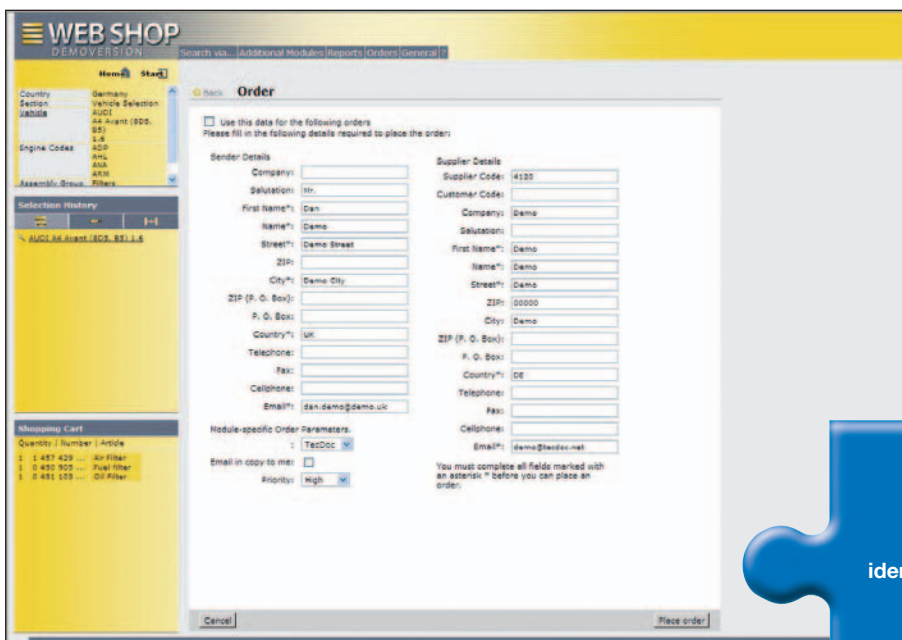 WEB SHOP
DEMOVERSION
Search via... Additional Modules Reports Orders General ?
Home Start
Country Germany
Section Vehicle Selection
Vehicle AUDI
A4 Avant (8D5,
B5)
1.6
Engine Codes ADP
AHL
ANA
ARM
Assembly Group Filters
Selection History
AUDI A4 Avant (8D5, B5) 1.6
Shopping Cart
Quantity | Number | Article
1 1 457 429 ... Air Filter
1 0 450 905 ... Fuel filter
1 0 451 103 ... Oil Filter
Back Order
Use this data for the following orders
Please fill in the following details required to place the order:
Sender Details
Company:
Salutation: Mr.
First Name*: Dan
Name*: Demo
Street*: Demo Street
ZIP:
City*: Demo City
ZIP (P. O. Box):
P. O. Box:
Country*: UK
Telephone:
Fax:
Cellphone:
Email*: dan.demo@demo.uk
Module-specific Order Parameters.
: TecDoc
Email in copy to me:
Priority: High
Supplier Details
Supplier Code: 4120
Customer Code:
Company: Demo
Salutation:
First Name*: Demo
Name*: Demo
Street*: Demo
ZIP: 00000
City: Demo
ZIP (P. O. Box):
P. O. Box:
Country*: DE
Telephone:
Fax:
Cellphone:
Email*: demo@tecdoc.net
You must complete all fields marked with
an asterisk * before you can place an
order.
Cancel Place order
iden